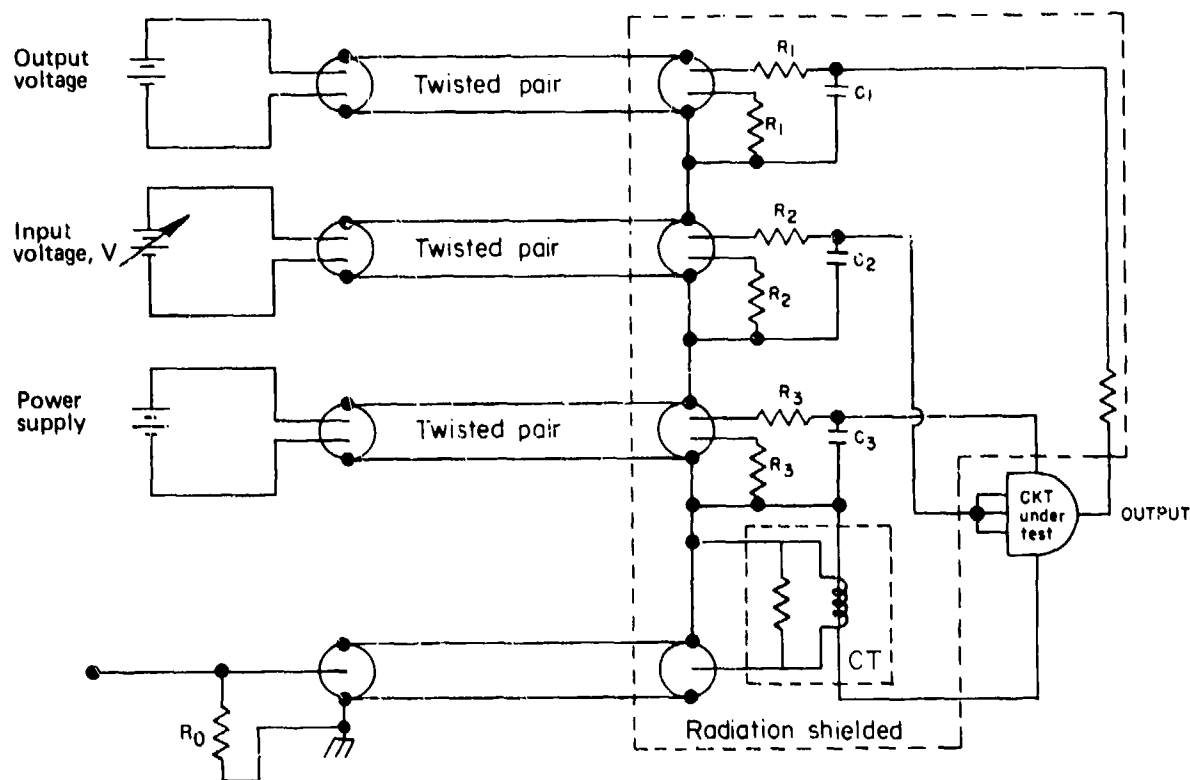 Output
voltage
Twisted pair
R1
C1
R1
Input
voltage, V
Twisted pair
R2
C2
R2
Power
supply
Twisted pair
R3
C3
R3
CKT
under
test
OUTPUT
CT
R0
Radiation shielded